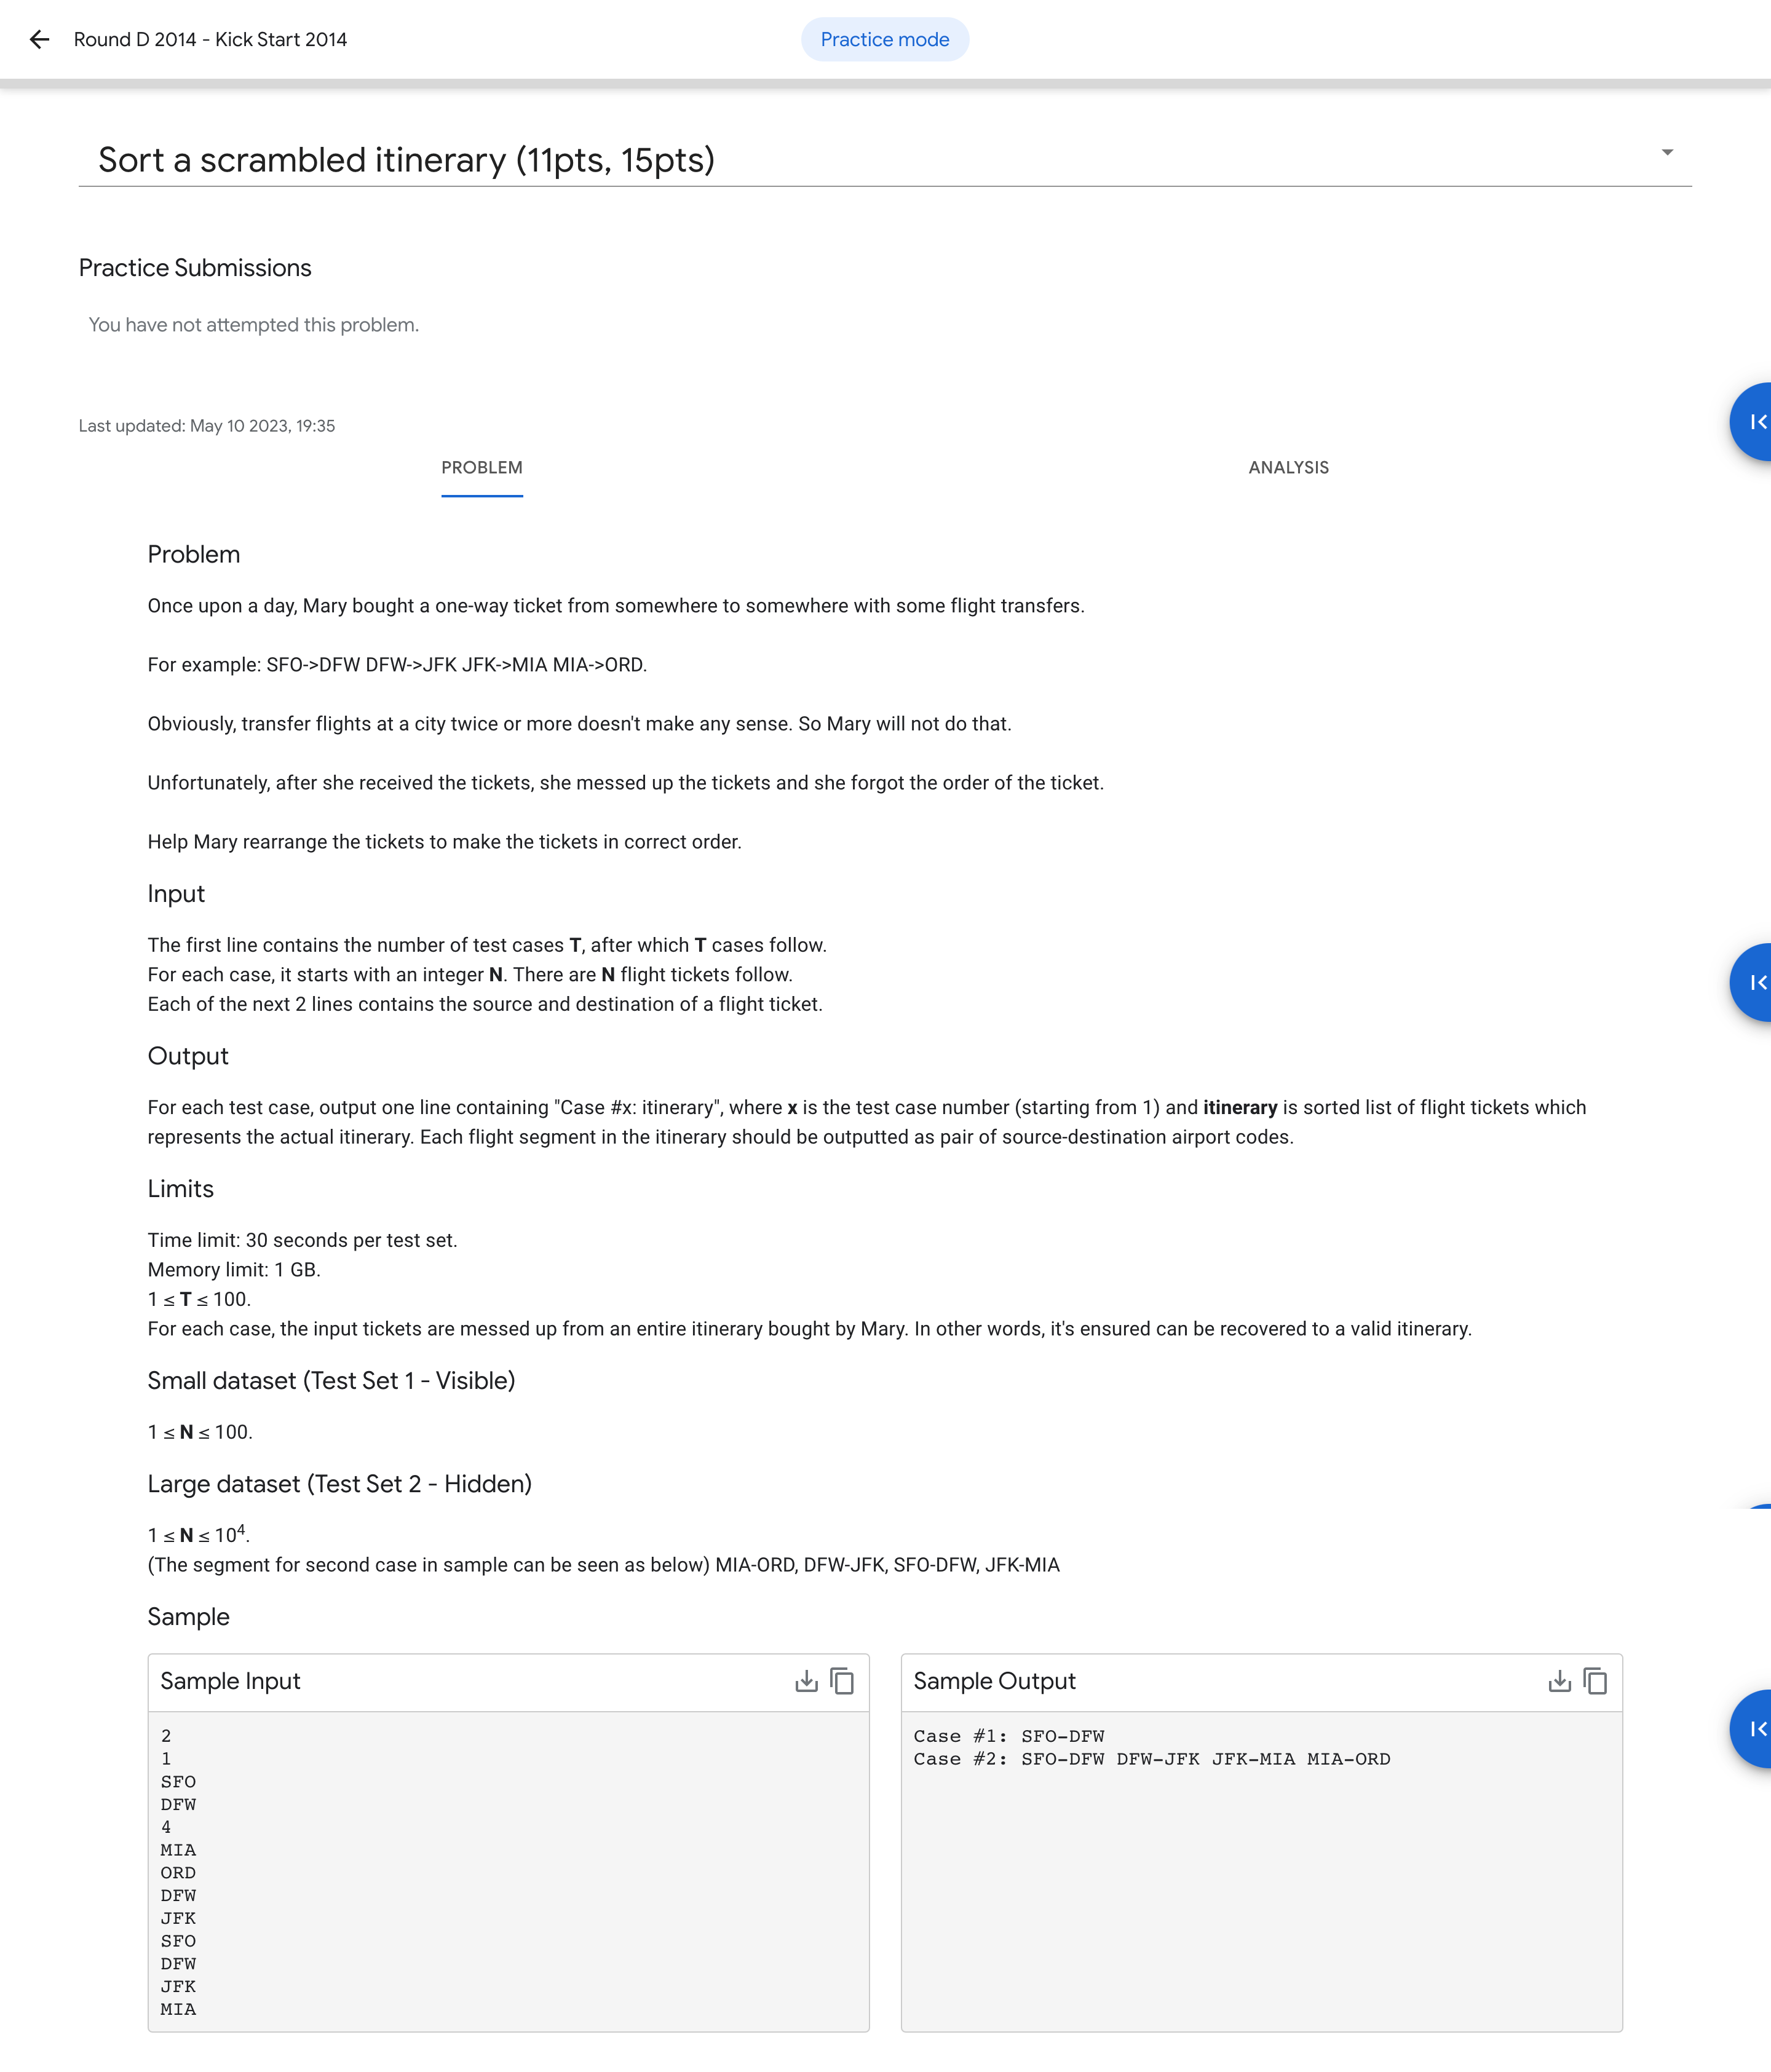 Round D 2014 - Kick Start 2014
Practice mode
Sort a scrambled itinerary (11pts, 15pts)
Practice Submissions
You have not attempted this problem.
Last updated: May 10 2023, 19:35
PROBLEM
ANALYSIS
Problem
Once upon a day, Mary bought a one-way ticket from somewhere to somewhere with some flight transfers.
For example: SFO->DFW DFW->JFK JFK->MIA MIA->ORD.
Obviously, transfer flights at a city twice or more doesn't make any sense. So Mary will not do that.
Unfortunately, after she received the tickets, she messed up the tickets and she forgot the order of the ticket.
Help Mary rearrange the tickets to make the tickets in correct order.
Input
The first line contains the number of test cases T, after which T cases follow.
For each case, it starts with an integer N. There are N flight tickets follow.
Each of the next 2 lines contains the source and destination of a flight ticket.
Output
For each test case, output one line containing "Case #x: itinerary", where x is the test case number (starting from 1) and itinerary is sorted list of flight tickets which
represents the actual itinerary. Each flight segment in the itinerary should be outputted as pair of source-destination airport codes.
Limits
Time limit: 30 seconds per test set.
Memory limit: 1 GB.
1 ≤ T ≤ 100.
For each case, the input tickets are messed up from an entire itinerary bought by Mary. In other words, it's ensured can be recovered to a valid itinerary.
Small dataset (Test Set 1 - Visible)
1 ≤ N ≤ 100.
Large dataset (Test Set 2 - Hidden)
1 ≤ N ≤ 10⁴.
(The segment for second case in sample can be seen as below) MIA-ORD, DFW-JFK, SFO-DFW, JFK-MIA
Sample
Sample Input
2
1
SFO
DFW
4
MIA
ORD
DFW
JFK
SFO
DFW
JFK
MIA
Sample Output
Case #1: SFO-DFW
Case #2: SFO-DFW DFW-JFK JFK-MIA MIA-ORD